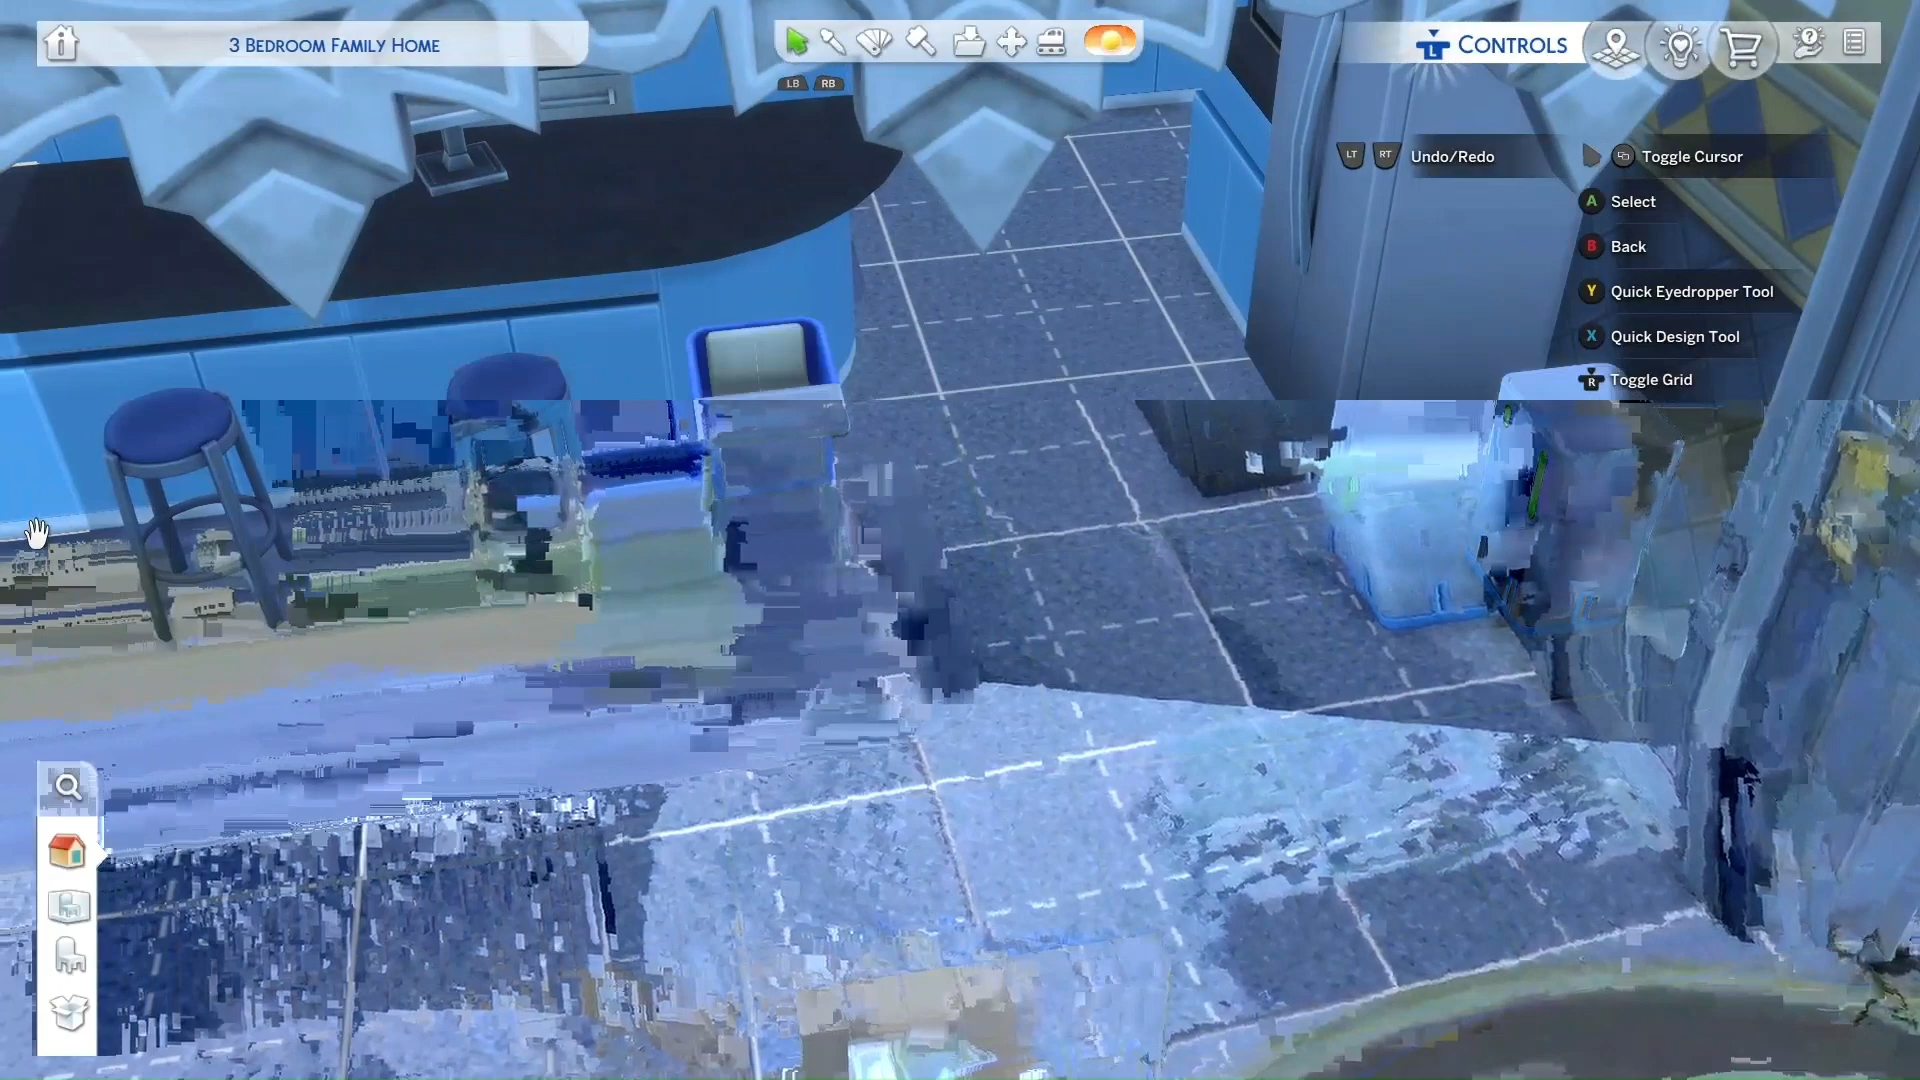 3 BEDROOM FAMILY HOME
LB RB
L CONTROLS
LT RT Undo/Redo
Toggle Cursor
A Select
B Back
Y Quick Eyedropper Tool
X Quick Design Tool
R Toggle Grid